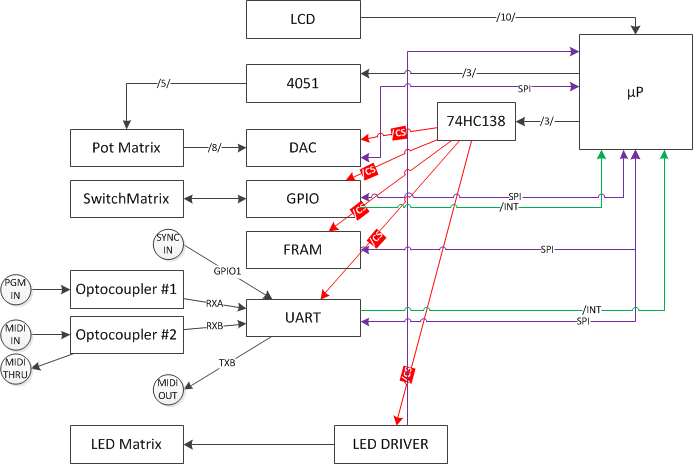 LCD
/10/
4051
/5/
/3/
SPI
µP
74HC138
/3/
Pot Matrix
/8/
DAC
/CS
SwitchMatrix
GPIO
/CS
SPI
/INT
/CS
SYNC
IN
FRAM
/CS
SPI
GPIO1
PGM
IN
Optocoupler #1
RXA
UART
/INT
SPI
MIDI
IN
Optocoupler #2
RXB
MIDI
THRU
TXB
MIDI
OUT
/CS
LED Matrix
LED DRIVER